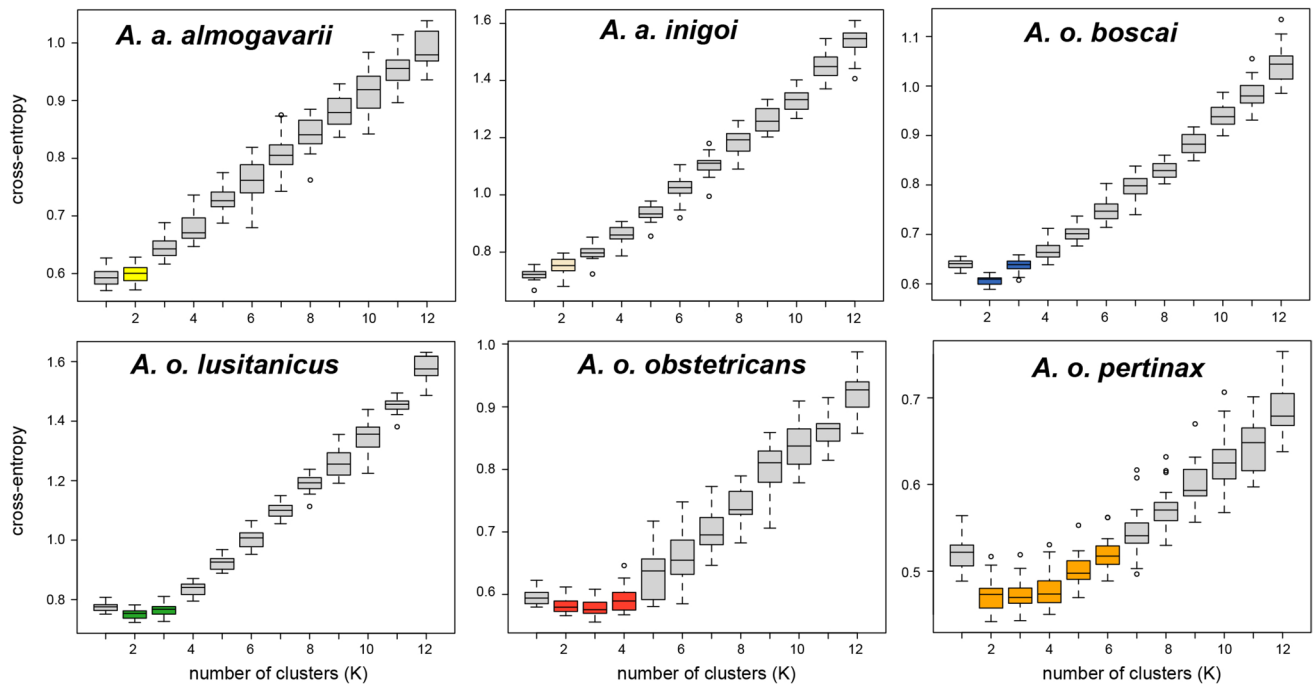 A. a. almogavarii
A. a. inigoi
A. o. boscai
cross-entropy
1.0
0.9
0.8
0.7
0.6
2 4 6 8 10 12
1.6
1.4
1.2
1.0
0.8
2 4 6 8 10 12
1.1
1.0
0.9
0.8
0.7
0.6
2 4 6 8 10 12
A. o. lusitanicus
A. o. obstetricans
A. o. pertinax
cross-entropy
1.6
1.4
1.2
1.0
0.8
2 4 6 8 10 12
number of clusters (K)
1.0
0.9
0.8
0.7
0.6
2 4 6 8 10 12
number of clusters (K)
0.7
0.6
0.5
2 4 6 8 10 12
number of clusters (K)